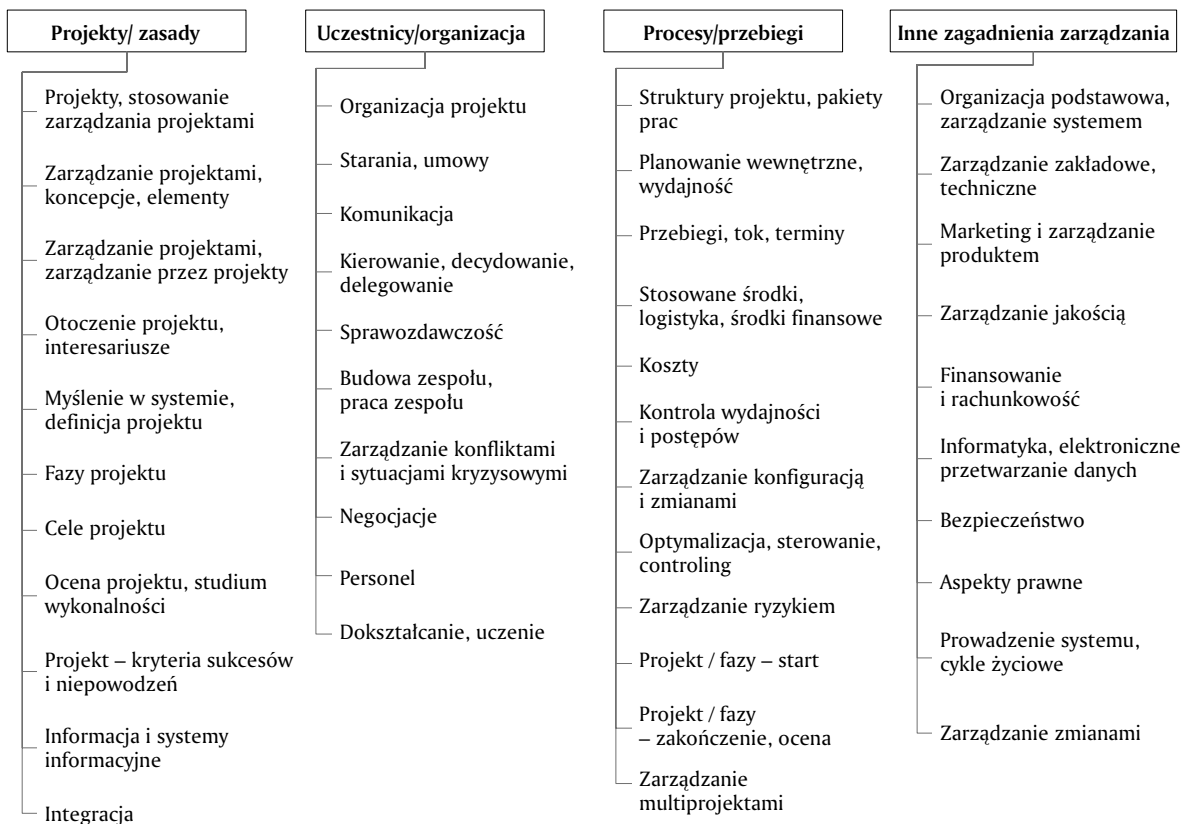 Projekty/ zasady
Projekty, stosowanie
zarządzania projektami
Zarządzanie projektami,
koncepcje, elementy
Zarządzanie projektami,
zarządzanie przez projekty
Otoczenie projektu,
interesariusze
Myślenie w systemie,
definicja projektu
Fazy projektu
Cele projektu
Ocena projektu, studium
wykonalności
Projekt – kryteria sukcesów
i niepowodzeń
Informacja i systemy
informacyjne
Integracja
Uczestnicy/organizacja
Organizacja projektu
Starania, umowy
Komunikacja
Kierowanie, decydowanie,
delegowanie
Sprawozdawczość
Budowa zespołu,
praca zespołu
Zarządzanie konfliktami
i sytuacjami kryzysowymi
Negocjacje
Personel
Dokształcanie, uczenie
Procesy/przebiegi
Struktury projektu, pakiety
prac
Planowanie wewnętrzne,
wydajność
Przebiegi, tok, terminy
Stosowane środki,
logistyka, środki finansowe
Koszty
Kontrola wydajności
i postępów
Zarządzanie konfiguracją
i zmianami
Optymalizacja, sterowanie,
controling
Zarządzanie ryzykiem
Projekt / fazy – start
Projekt / fazy
– zakończenie, ocena
Zarządzanie
multiprojektami
Inne zagadnienia zarządzania
Organizacja podstawowa,
zarządzanie systemem
Zarządzanie zakładowe,
techniczne
Marketing i zarządzanie
produktem
Zarządzanie jakością
Finansowanie
i rachunkowość
Informatyka, elektroniczne
przetwarzanie danych
Bezpieczeństwo
Aspekty prawne
Prowadzenie systemu,
cykle życiowe
Zarządzanie zmianami